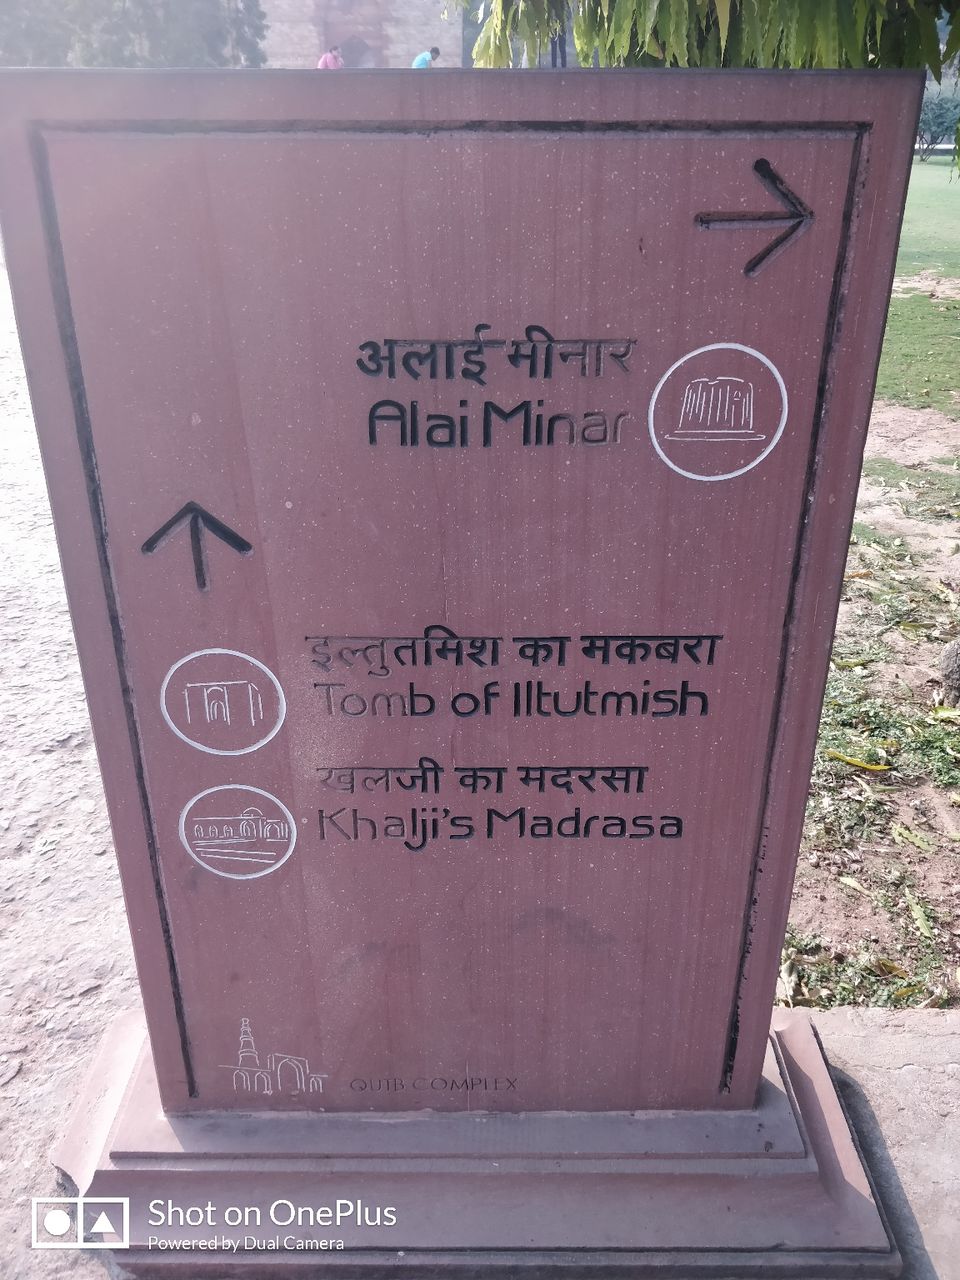 अलाई मीनार
Alai Minar
इल्तुतमिश का मकबरा
Tomb of Iltutmish
खलजी का मदरसा
Khalji's Madrasa
QUTB COMPLEX
Shot on OnePlus
Powered by Dual Camera